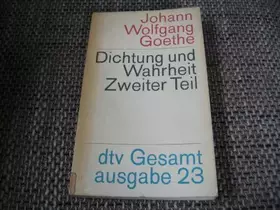 Johann
Wolfgang
Goethe
Dichtung und
Wahrheit
Zweiter Teil
dtv Gesamt
ausgabe 23